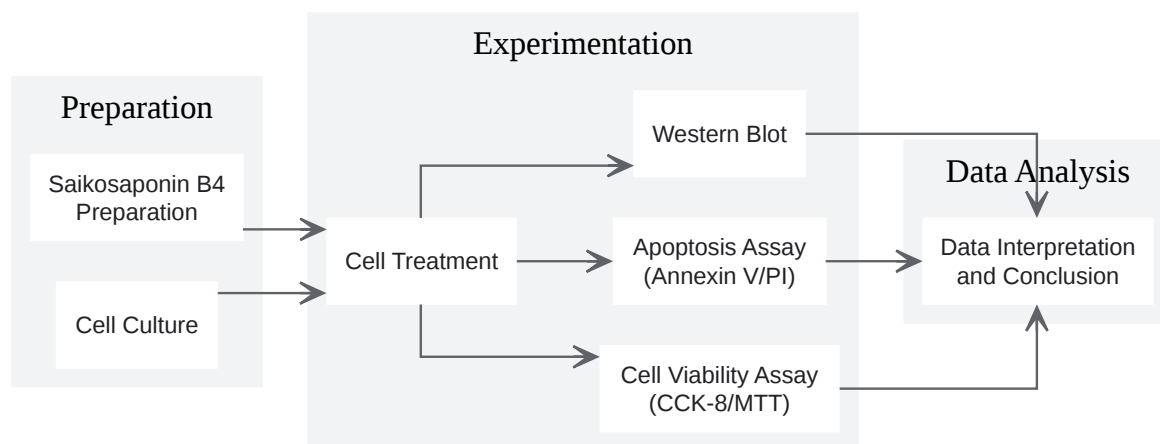 Preparation
Saikosaponin B4
Preparation
Cell Culture
Experimentation
Cell Treatment
Western Blot
Apoptosis Assay
(Annexin V/PI)
Cell Viability Assay
(CCK-8/MTT)
Data Analysis
Data Interpretation
and Conclusion